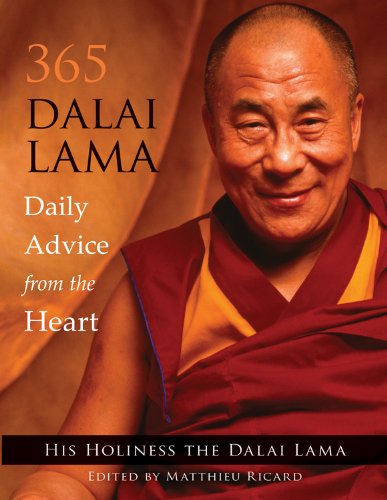 365
DALAI
LAMA
Daily
Advice
from the
Heart
HIS HOLINESS THE DALAI LAMA
EDITED BY MATTHIEU RICARD